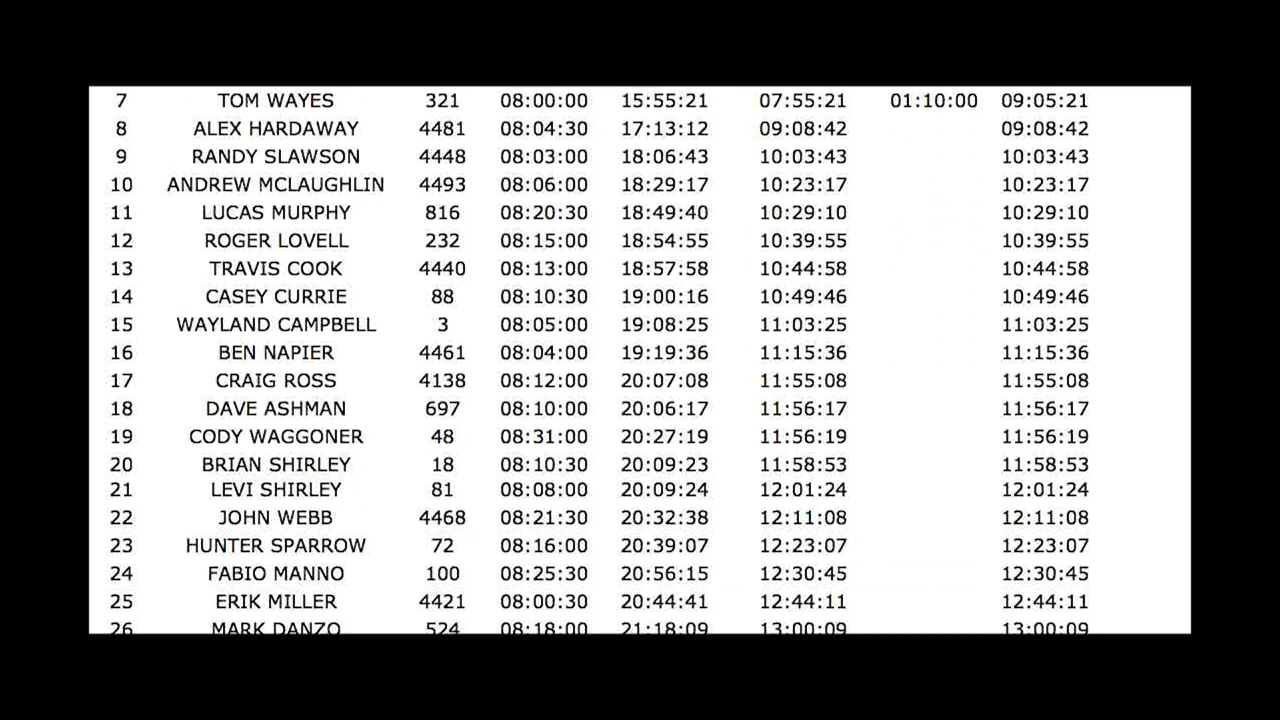 7 TOM WAYES 321 08:00:00 15:55:21 07:55:21 01:10:00 09:05:21
8 ALEX HARDAWAY 4481 08:04:30 17:13:12 09:08:42 09:08:42
9 RANDY SLAWSON 4448 08:03:00 18:06:43 10:03:43 10:03:43
10 ANDREW MCLAUGHLIN 4493 08:06:00 18:29:17 10:23:17 10:23:17
11 LUCAS MURPHY 816 08:20:30 18:49:40 10:29:10 10:29:10
12 ROGER LOVELL 232 08:15:00 18:54:55 10:39:55 10:39:55
13 TRAVIS COOK 4440 08:13:00 18:57:58 10:44:58 10:44:58
14 CASEY CURRIE 88 08:10:30 19:00:16 10:49:46 10:49:46
15 WAYLAND CAMPBELL 3 08:05:00 19:08:25 11:03:25 11:03:25
16 BEN NAPIER 4461 08:04:00 19:19:36 11:15:36 11:15:36
17 CRAIG ROSS 4138 08:12:00 20:07:08 11:55:08 11:55:08
18 DAVE ASHMAN 697 08:10:00 20:06:17 11:56:17 11:56:17
19 CODY WAGGONER 48 08:31:00 20:27:19 11:56:19 11:56:19
20 BRIAN SHIRLEY 18 08:10:30 20:09:23 11:58:53 11:58:53
21 LEVI SHIRLEY 81 08:08:00 20:09:24 12:01:24 12:01:24
22 JOHN WEBB 4468 08:21:30 20:32:38 12:11:08 12:11:08
23 HUNTER SPARROW 72 08:16:00 20:39:07 12:23:07 12:23:07
24 FABIO MANNO 100 08:25:30 20:56:15 12:30:45 12:30:45
25 ERIK MILLER 4421 08:00:30 20:44:41 12:44:11 12:44:11
26 MARK DANZO 524 08:18:00 21:18:09 13:00:09 13:00:09